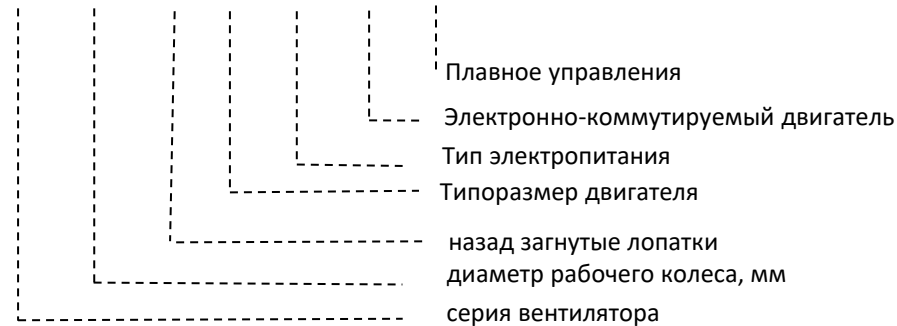 Плавное управления
Электронно-коммутируемый двигатель
Тип электропитания
Типоразмер двигателя
назад загнутые лопатки
диаметр рабочего колеса, мм
серия вентилятора